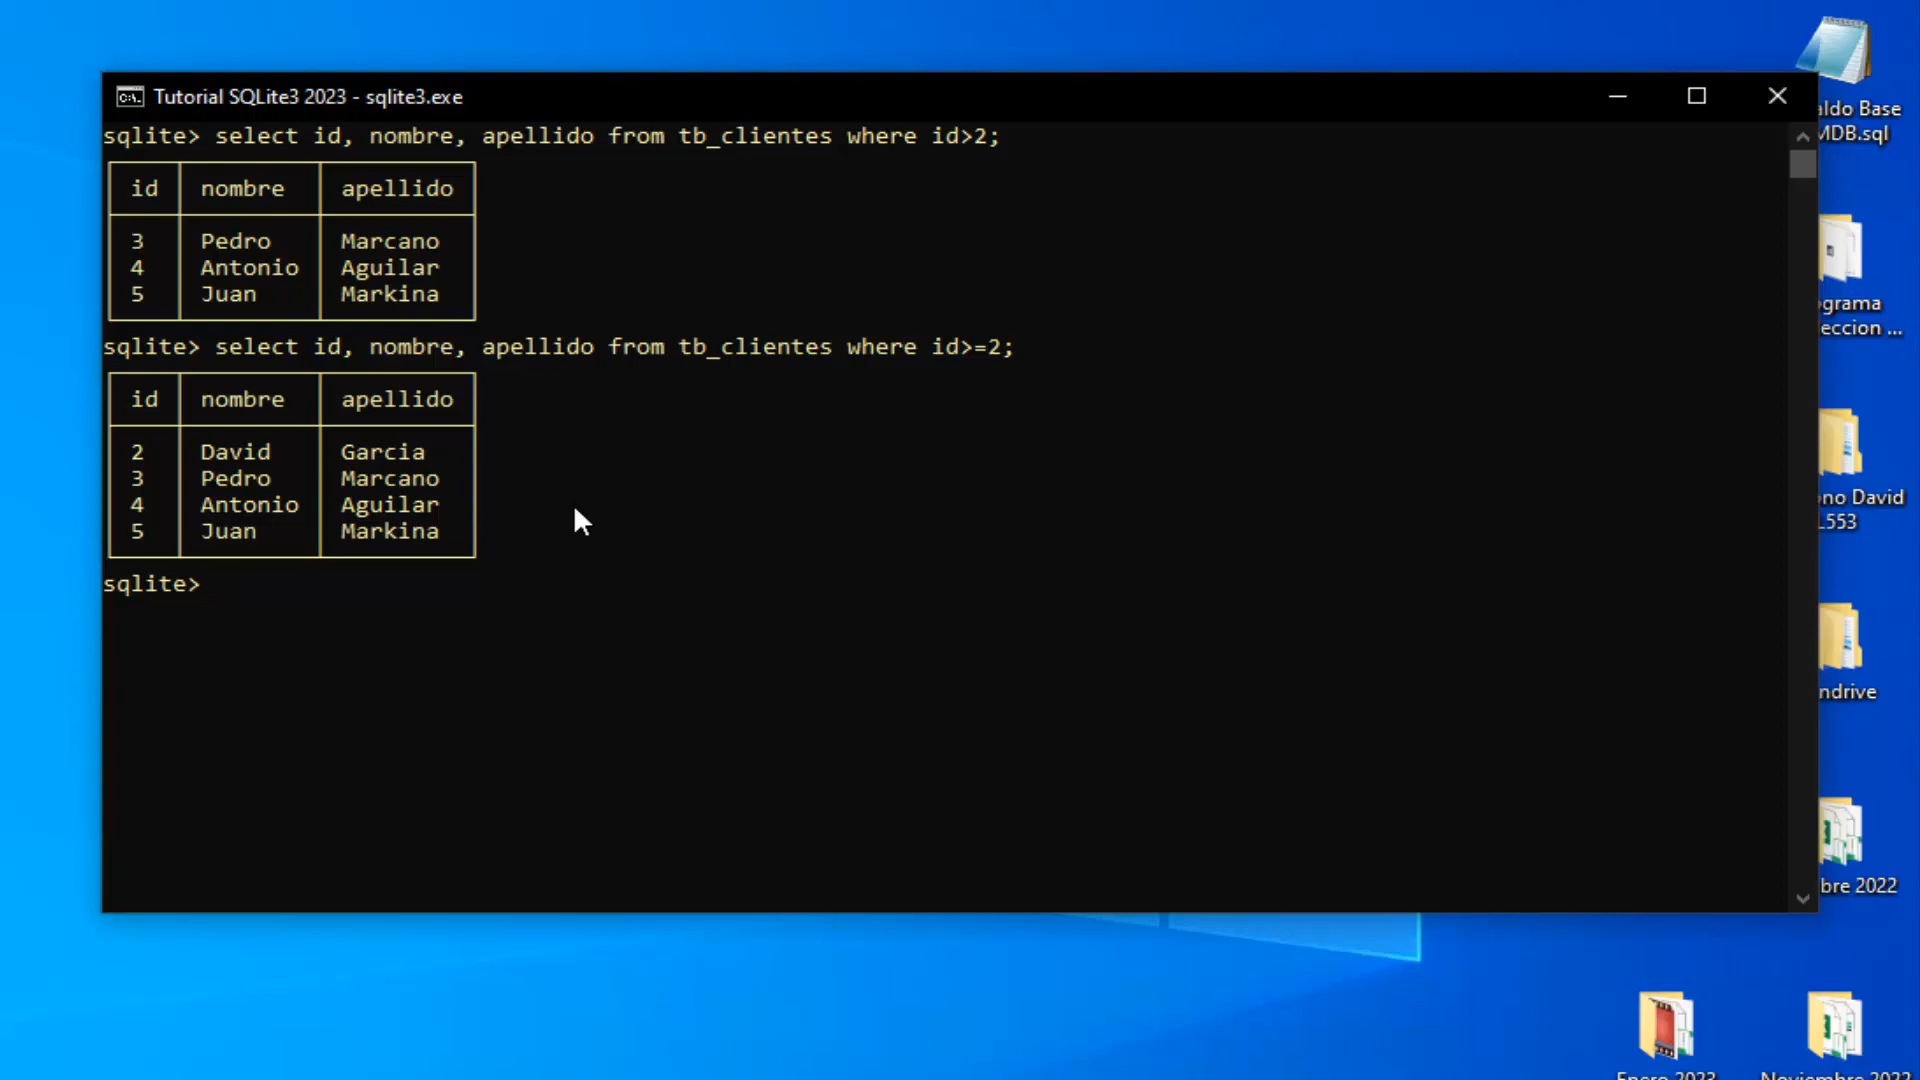 Tutorial SQLite3 2023 - sqlite3.exe
sqlite> select id, nombre, apellido from tb_clientes where id>2;
id nombre apellido
3 Pedro Marcano
4 Antonio Aguilar
5 Juan Markina
sqlite> select id, nombre, apellido from tb_clientes where id>=2;
id nombre apellido
2 David Garcia
3 Pedro Marcano
4 Antonio Aguilar
5 Juan Markina
sqlite>
aldo Base
MDB.sql
ograma
eccion ...
no David
L553
ndrive
bre 2022
Enero 2023
Noviembre 2022